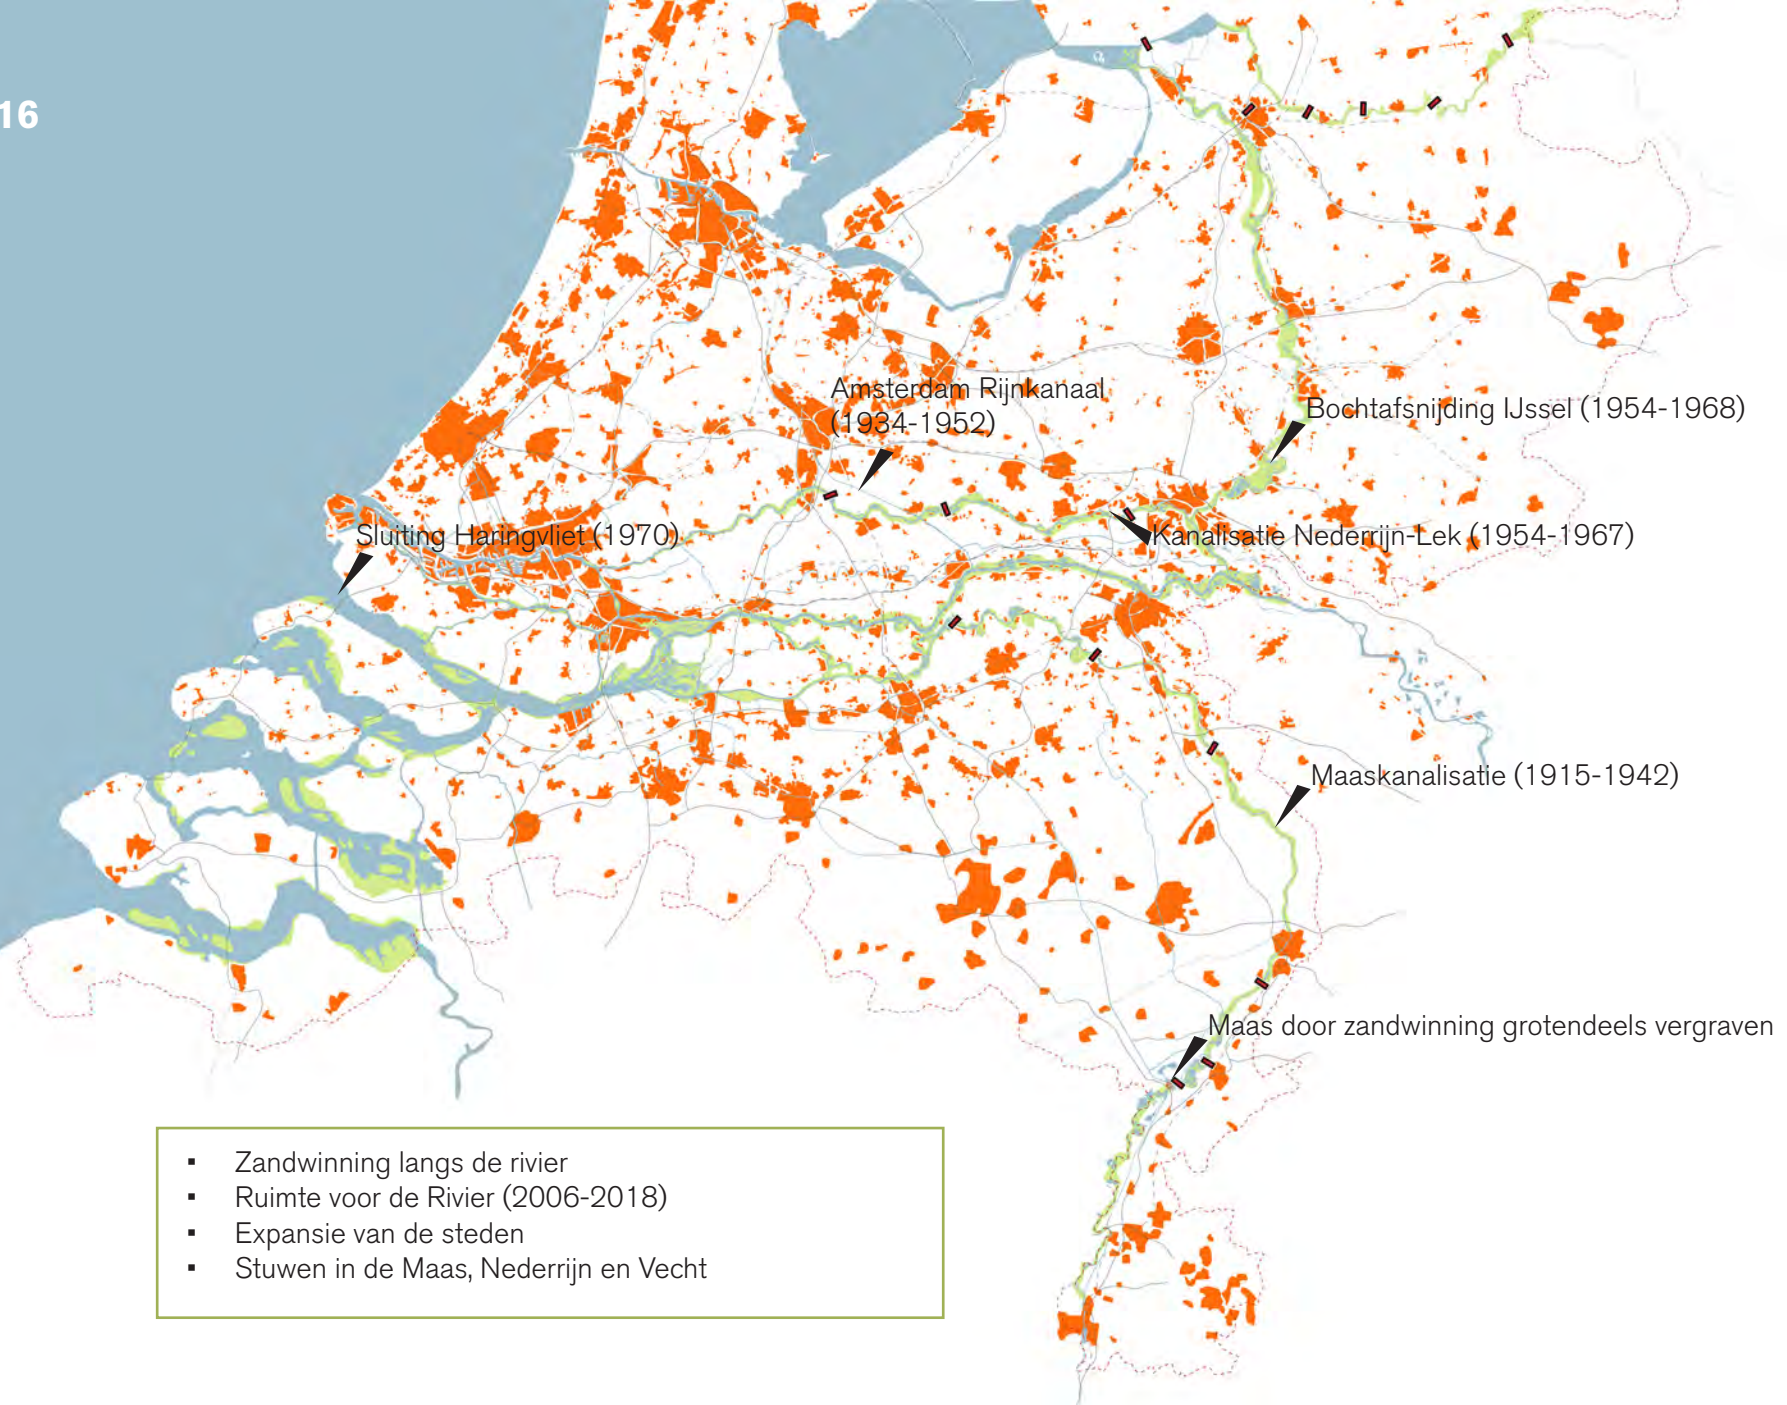 16
Amsterdam Rijnkanaal
(1934-1952)
Bochtafsnijding IJssel (1954-1968)
Sluiting Haringvliet (1970)
Kanalisatie Nederrijn-Lek (1954-1967)
Maaskanalisatie (1915-1942)
Maas door zandwinning grotendeels vergraven
▪ Zandwinning langs de rivier
▪ Ruimte voor de Rivier (2006-2018)
▪ Expansie van de steden
▪ Stuwen in de Maas, Nederrijn en Vecht